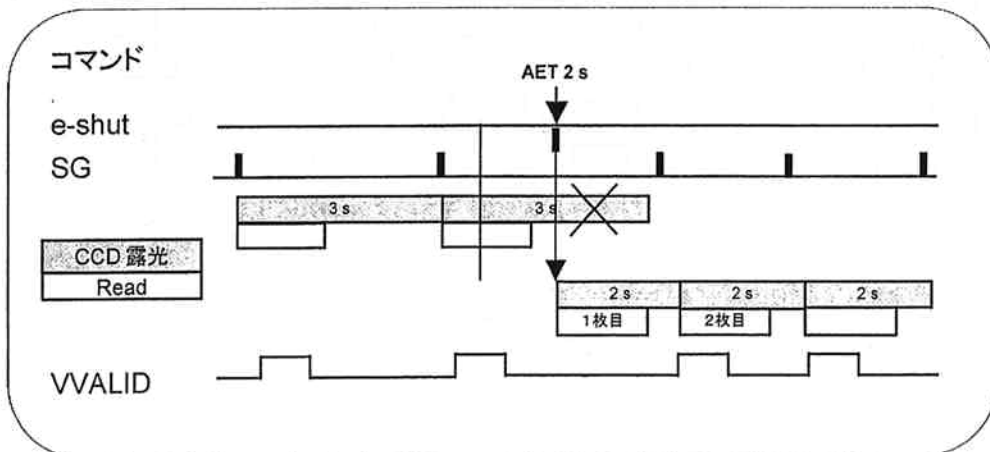 コマンド
AET 2 s
e-shut
SG
3 s 3 s
CCD 露光
Read
2 s 2 s 2 s
1枚目 2枚目
VVALID